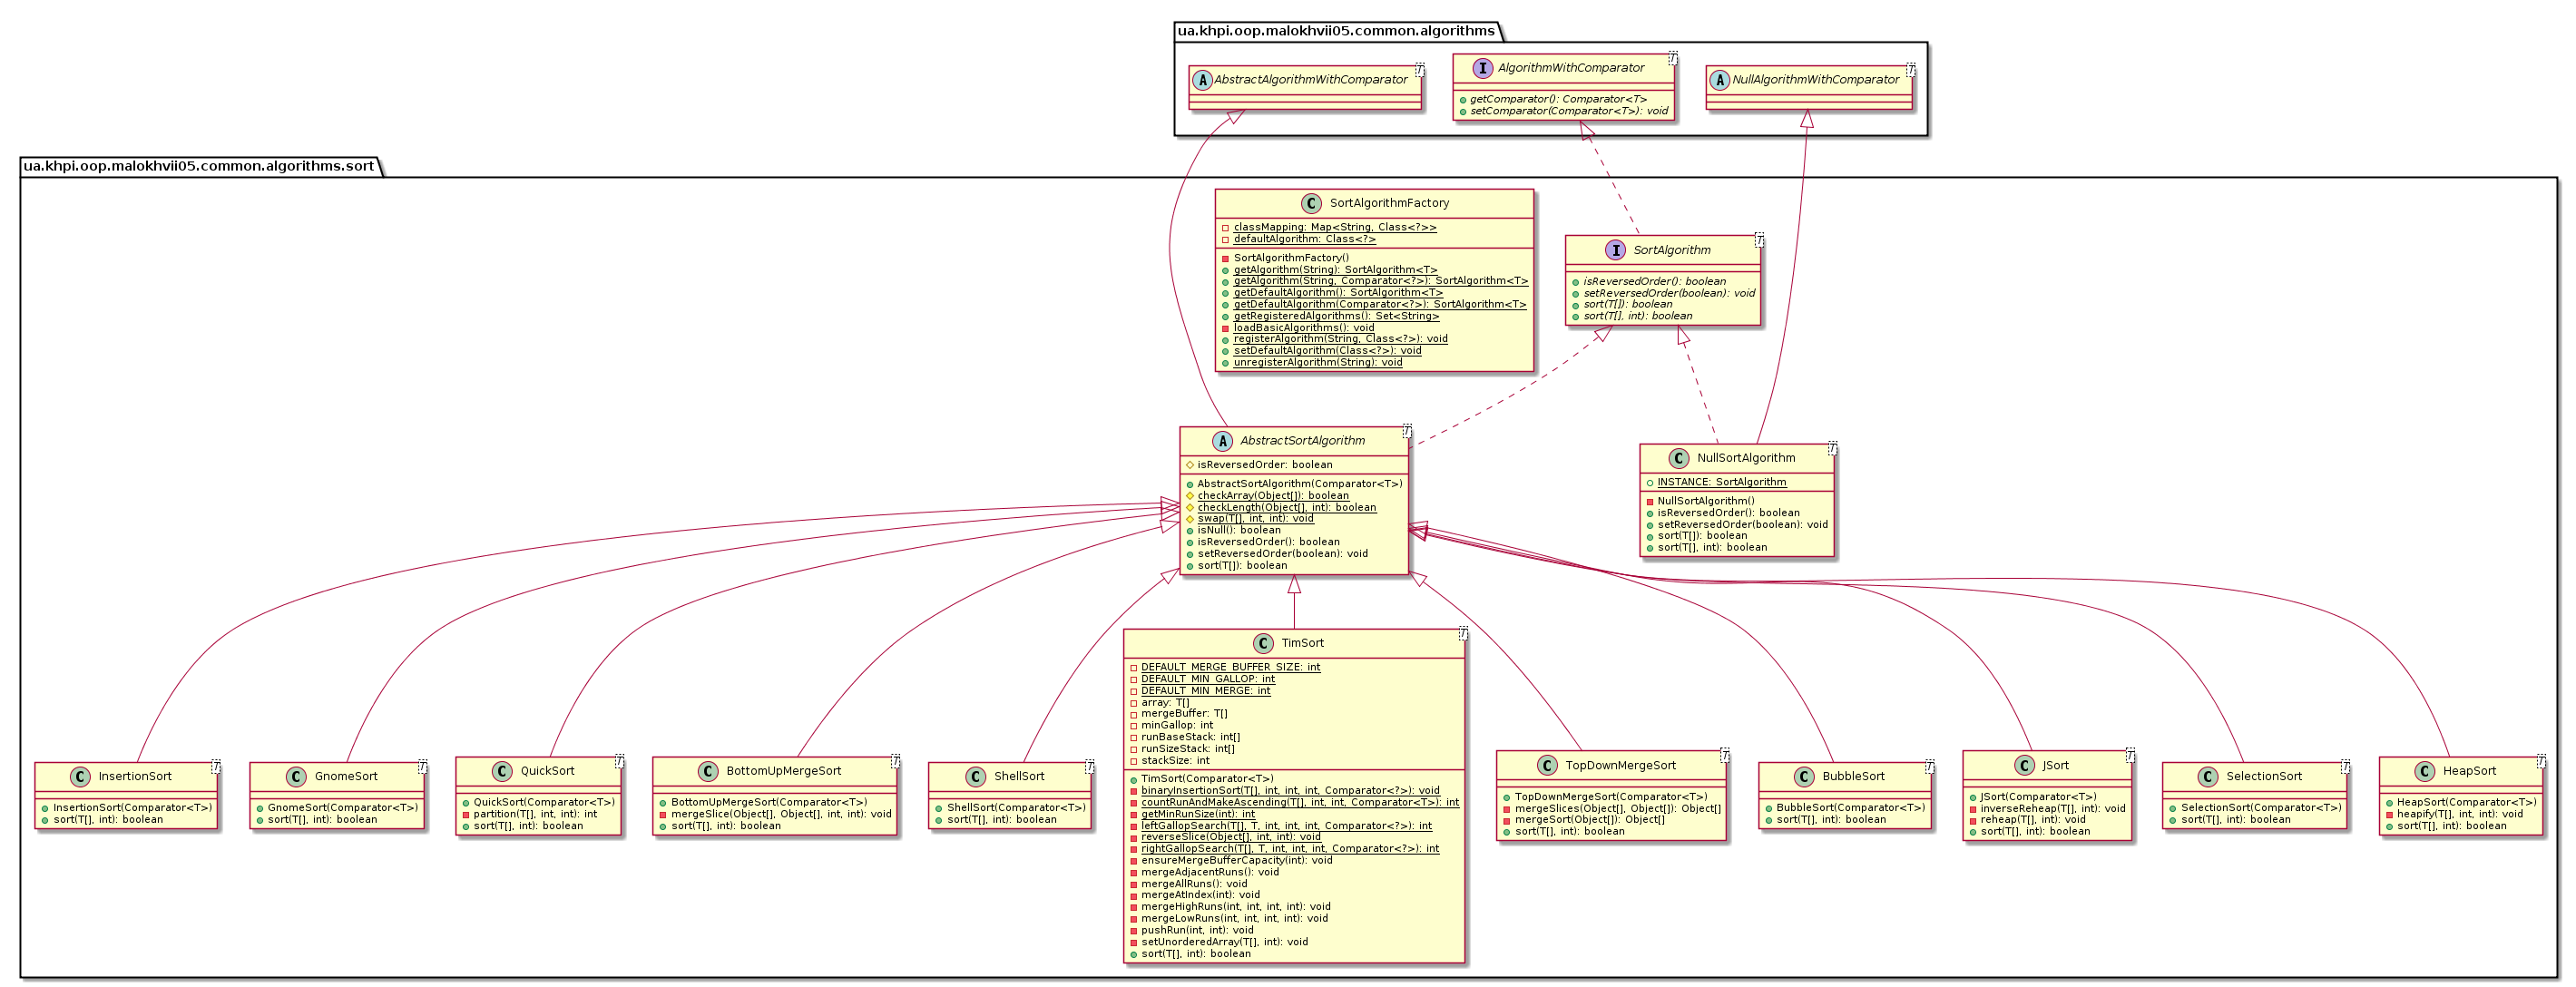 ua.khpi.oop.malokhvii05.common.algorithms
A AbstractAlgorithmWithComparator T
I AlgorithmWithComparator T
getComparator(): Comparator<T>
setComparator(Comparator<T>): void
A NullAlgorithmWithComparator T
ua.khpi.oop.malokhvii05.common.algorithms.sort
C SortAlgorithmFactory
classMapping: Map<String, Class<?>>
defaultAlgorithm: Class<?>
SortAlgorithmFactory()
getAlgorithm(String): SortAlgorithm<T>
getAlgorithm(String, Comparator<?>): SortAlgorithm<T>
getDefaultAlgorithm(): SortAlgorithm<T>
getDefaultAlgorithm(Comparator<?>): SortAlgorithm<T>
getRegisteredAlgorithms(): Set<String>
loadBasicAlgorithms(): void
registerAlgorithm(String, Class<?>): void
setDefaultAlgorithm(Class<?>): void
unregisterAlgorithm(String): void
I SortAlgorithm T
isReversedOrder(): boolean
setReversedOrder(boolean): void
sort(T[]): boolean
sort(T[], int): boolean
A AbstractSortAlgorithm T
isReversedOrder: boolean
AbstractSortAlgorithm(Comparator<T>)
checkArray(Object[]): boolean
checkLength(Object[], int): boolean
swap(T[], int, int): void
isNull(): boolean
isReversedOrder(): boolean
setReversedOrder(boolean): void
sort(T[]): boolean
C NullSortAlgorithm T
INSTANCE: SortAlgorithm
NullSortAlgorithm()
isReversedOrder(): boolean
setReversedOrder(boolean): void
sort(T[]): boolean
sort(T[], int): boolean
C InsertionSort T
InsertionSort(Comparator<T>)
sort(T[], int): boolean
C GnomeSort T
GnomeSort(Comparator<T>)
sort(T[], int): boolean
C QuickSort T
QuickSort(Comparator<T>)
partition(T[], int, int): int
sort(T[], int): boolean
C BottomUpMergeSort T
BottomUpMergeSort(Comparator<T>)
mergeSlice(Object[], Object[], int, int): void
sort(T[], int): boolean
C ShellSort T
ShellSort(Comparator<T>)
sort(T[], int): boolean
C TimSort T
DEFAULT_MERGE_BUFFER_SIZE: int
DEFAULT_MIN_GALLOP: int
DEFAULT_MIN_MERGE: int
array: T[]
mergeBuffer: T[]
minGallop: int
runBaseStack: int[]
runSizeStack: int[]
stackSize: int
TimSort(Comparator<T>)
binaryInsertionSort(T[], int, int, int, Comparator<?>): void
countRunAndMakeAscending(T[], int, int, Comparator<T>): int
getMinRunSize(int): int
leftGallopSearch(T[], T, int, int, int, Comparator<?>): int
reverseSlice(Object[], int, int): void
rightGallopSearch(T[], T, int, int, int, Comparator<?>): int
ensureMergeBufferCapacity(int): void
mergeAdjacentRuns(): void
mergeAllRuns(): void
mergeAtIndex(int): void
mergeHighRuns(int, int, int, int): void
mergeLowRuns(int, int, int, int): void
pushRun(int, int): void
setUnorderedArray(T[], int): void
sort(T[], int): boolean
C TopDownMergeSort T
TopDownMergeSort(Comparator<T>)
mergeSlices(Object[], Object[]): Object[]
mergeSort(Object[]): Object[]
sort(T[], int): boolean
C BubbleSort T
BubbleSort(Comparator<T>)
sort(T[], int): boolean
C JSort T
JSort(Comparator<T>)
inverseReheap(T[], int): void
reheap(T[], int): void
sort(T[], int): boolean
C SelectionSort T
SelectionSort(Comparator<T>)
sort(T[], int): boolean
C HeapSort T
HeapSort(Comparator<T>)
heapify(T[], int, int): void
sort(T[], int): boolean